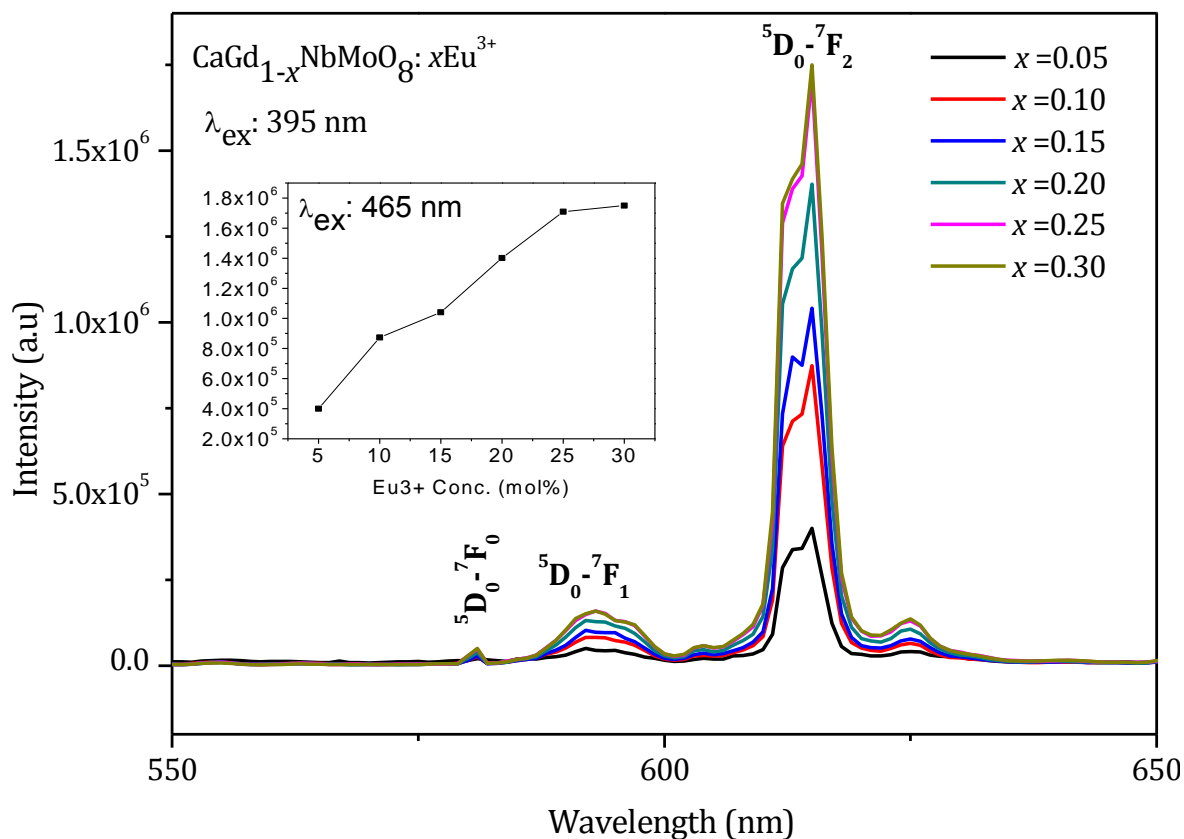 CaGd1-xNbMoO8: xEu3+
λex: 395 nm
5D0-7F2
x =0.05
x =0.10
x =0.15
x =0.20
x =0.25
x =0.30
λex: 465 nm
1.8x10^6
1.6x10^6
1.4x10^6
1.2x10^6
1.0x10^6
8.0x10^5
6.0x10^5
4.0x10^5
2.0x10^5
5 10 15 20 25 30
Eu3+ Conc. (mol%)
5D0-7F0
5D0-7F1
1.5x10^6
1.0x10^6
5.0x10^5
0.0
Intensity (a.u)
550 600 650
Wavelength (nm)